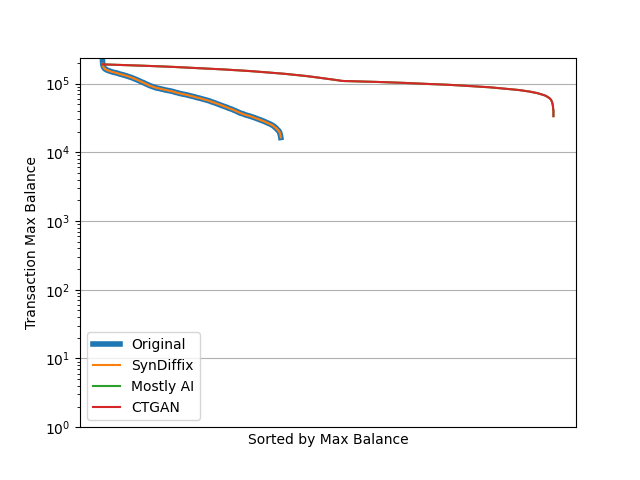 Transaction Max Balance
10⁵
10⁴
10³
10²
10¹
10⁰
Original
SynDiffix
Mostly AI
CTGAN
Sorted by Max Balance